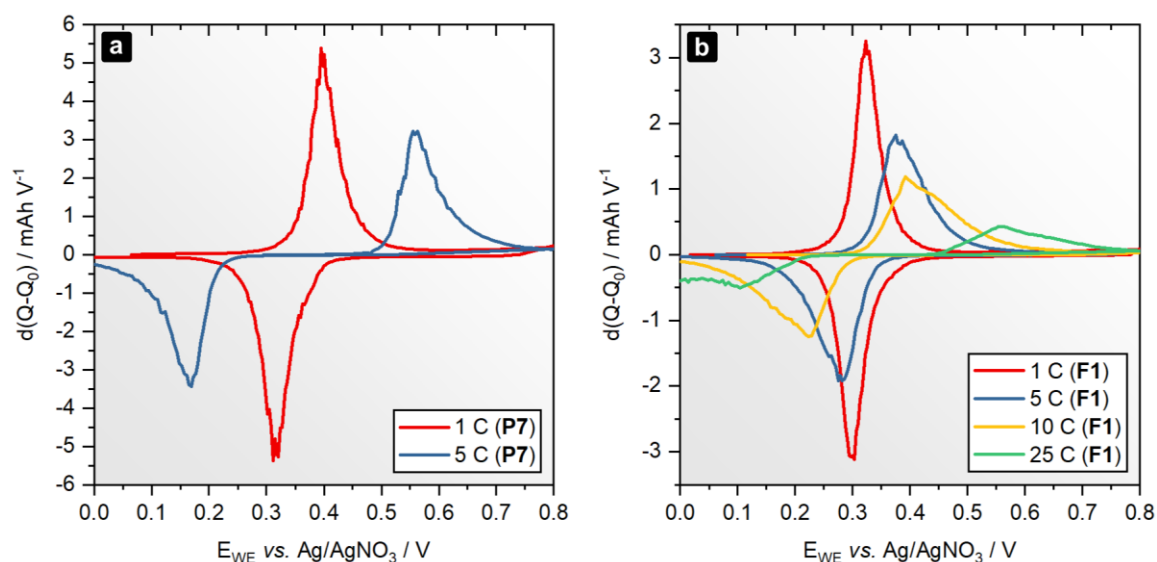 a
6
5
4
3
2
1
0
-1
-2
-3
-4
-5
-6
d(Q-Q₀) / mAh V⁻¹
0.0 0.1 0.2 0.3 0.4 0.5 0.6 0.7 0.8
E_WE vs. Ag/AgNO₃ / V
1 C (P7)
5 C (P7)
b
3
2
1
0
-1
-2
-3
d(Q-Q₀) / mAh V⁻¹
0.0 0.1 0.2 0.3 0.4 0.5 0.6 0.7 0.8
E_WE vs. Ag/AgNO₃ / V
1 C (F1)
5 C (F1)
10 C (F1)
25 C (F1)